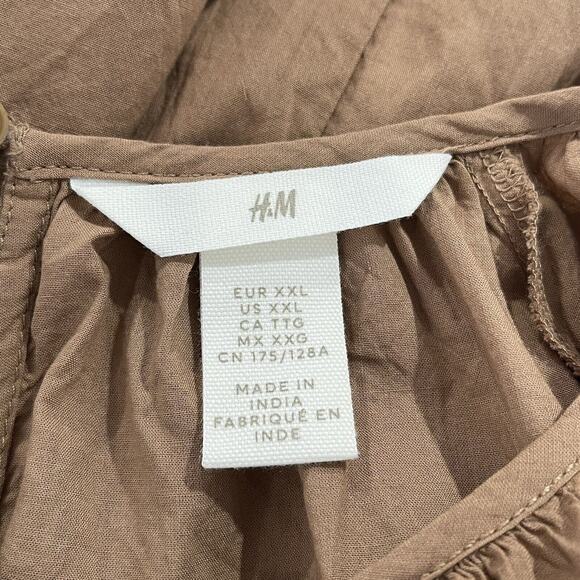 H&M
EUR XXL
US XXL
CA TTG
MX XXG
CN 175/128A
MADE IN
INDIA
FABRIQUÉ EN
INDE